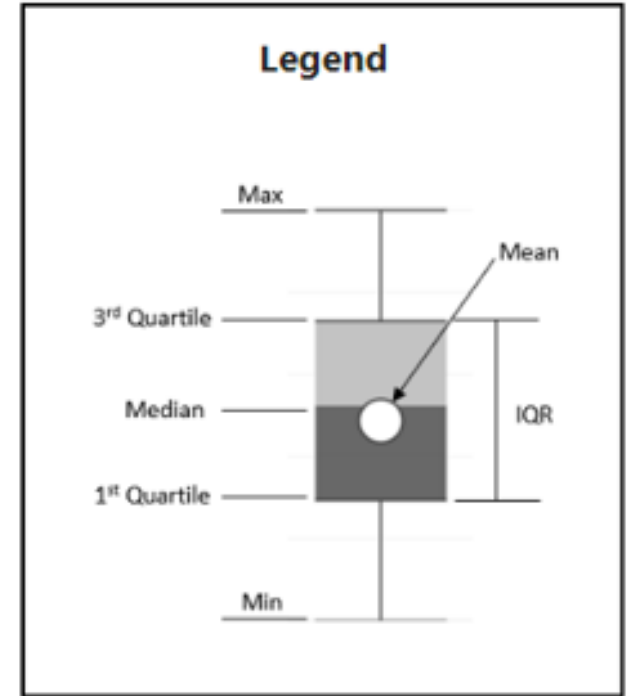 Legend
Max
Mean
3rd Quartile
Median
IQR
1st Quartile
Min